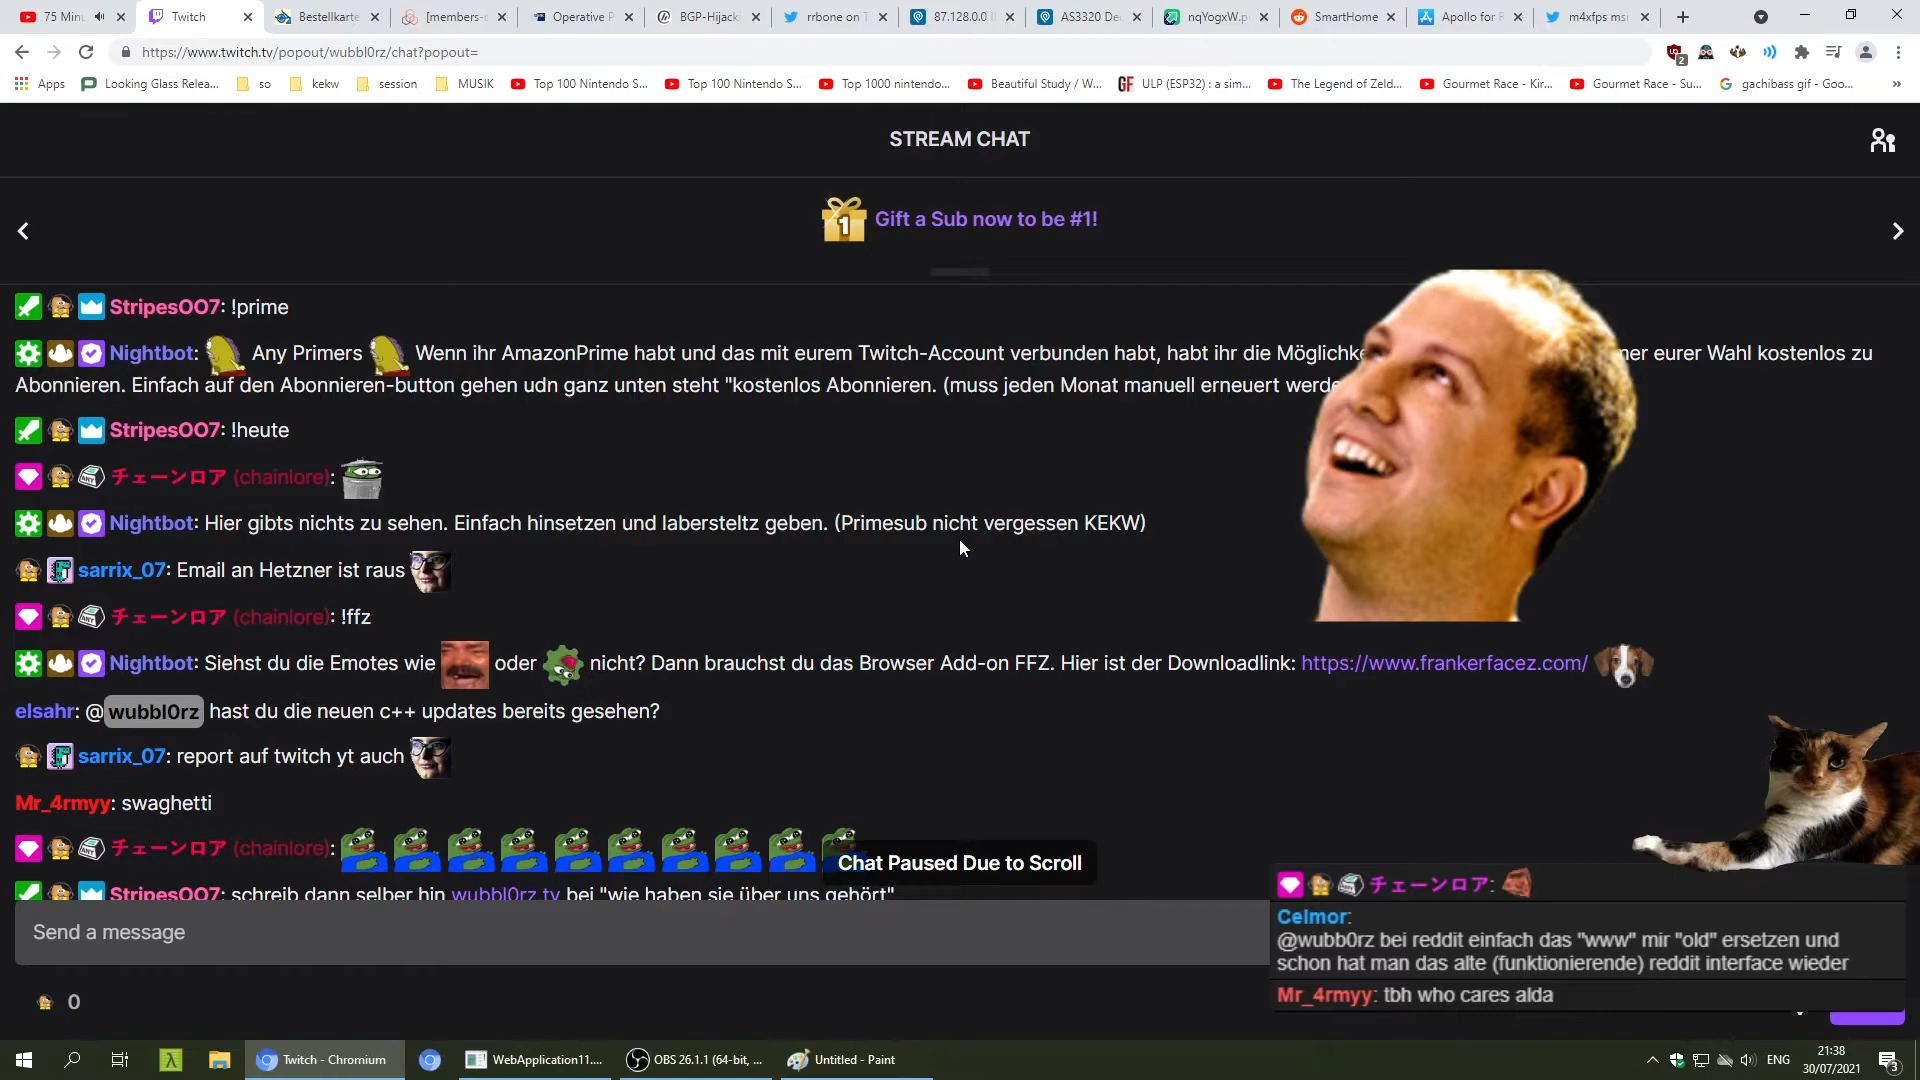 75 Minu
Twitch
Bestellkarte
[members-
Operative P
BGP-Hijack
rrbone on T
87.128.0.0
AS3320 De
nqYogxW.p
SmartHome
Apollo for R
m4xfps msi
https://www.twitch.tv/popout/wubbl0rz/chat?popout=
2
Apps
Looking Glass Relea...
so
kekw
session
MUSIK
Top 100 Nintendo S...
Top 100 Nintendo S...
Top 1000 nintendo...
Beautiful Study / W...
ULP (ESP32) : a sim...
The Legend of Zeld...
Gourmet Race - Kir...
Gourmet Race - Su...
gachibass gif - Goo...
»
STREAM CHAT
1 Gift a Sub now to be #1!
StripesOO7: !prime
Nightbot: Any Primers Wenn ihr AmazonPrime habt und das mit eurem Twitch-Account verbunden habt, habt ihr die Möglichke mer eurer Wahl kostenlos zu
Abonnieren. Einfach auf den Abonnieren-button gehen udn ganz unten steht "kostenlos Abonnieren. (muss jeden Monat manuell erneuert werde
StripesOO7: !heute
チェーンロア (chainlore):
Nightbot: Hier gibts nichts zu sehen. Einfach hinsetzen und labersteltz geben. (Primesub nicht vergessen KEKW)
sarrix_07: Email an Hetzner ist raus
チェーンロア (chainlore): !ffz
Nightbot: Siehst du die Emotes wie oder nicht? Dann brauchst du das Browser Add-on FFZ. Hier ist der Downloadlink: https://www.frankerfacez.com/
elsahr: @wubbl0rz hast du die neuen c++ updates bereits gesehen?
sarrix_07: report auf twitch yt auch
Mr_4rmyy: swaghetti
チェーンロア (chainlore):
Chat Paused Due to Scroll
StripesOO7: schreib dann selber hin wubbl0rz.tv bei "wie haben sie über uns gehört"
Send a message
0
チェーンロア:
Celmor:
@wubb0rz bei reddit einfach das "www" mir "old" ersetzen und
schon hat man das alte (funktionierende) reddit interface wieder
Mr_4rmyy: tbh who cares alda
Twitch - Chromium
WebApplication11....
OBS 26.1.1 (64-bit, ...
Untitled - Paint
ENG
21:38
30/07/2021
3